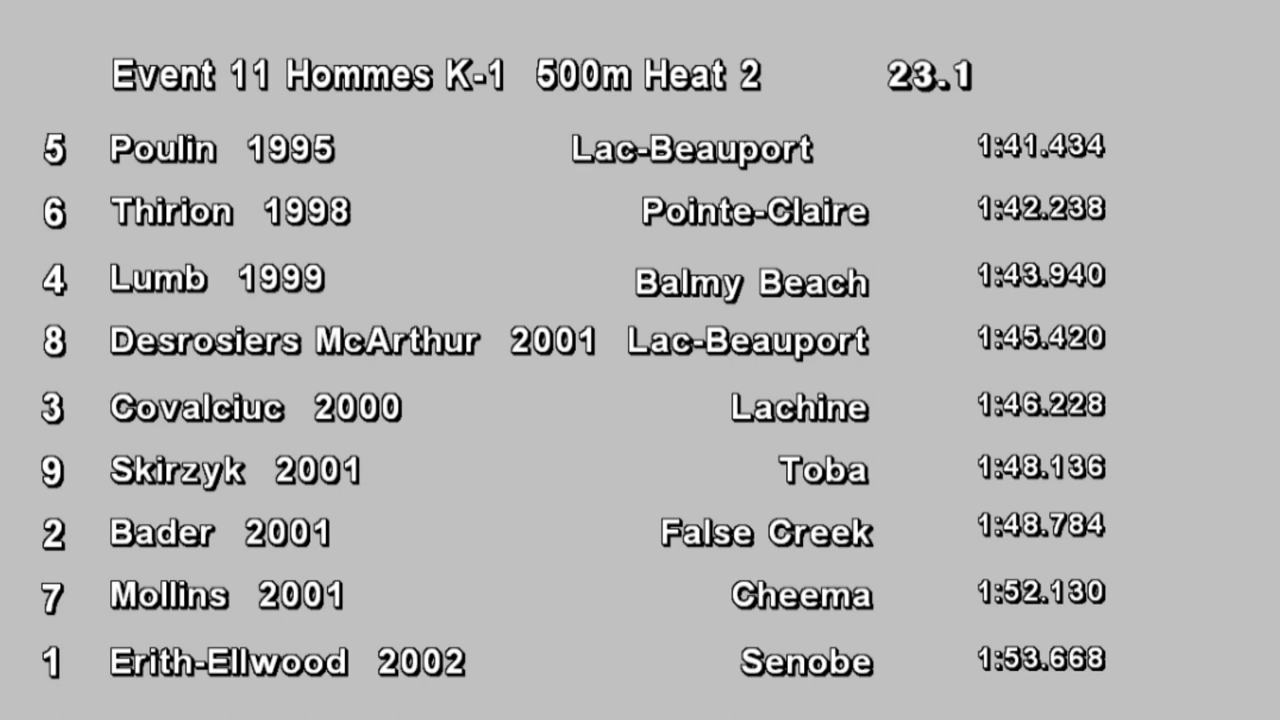 Event 11 Hommes K-1 500m Heat 2 23.1
5 Poulin 1995 Lac-Beauport 1:41.434
6 Thirion 1998 Pointe-Claire 1:42.238
4 Lumb 1999 Balmy Beach 1:43.940
8 Desrosiers McArthur 2001 Lac-Beauport 1:45.420
3 Covalciuc 2000 Lachine 1:46.228
9 Skirzyk 2001 Toba 1:48.136
2 Bader 2001 False Creek 1:48.784
7 Mollins 2001 Cheema 1:52.130
1 Erith-Ellwood 2002 Senobe 1:53.668